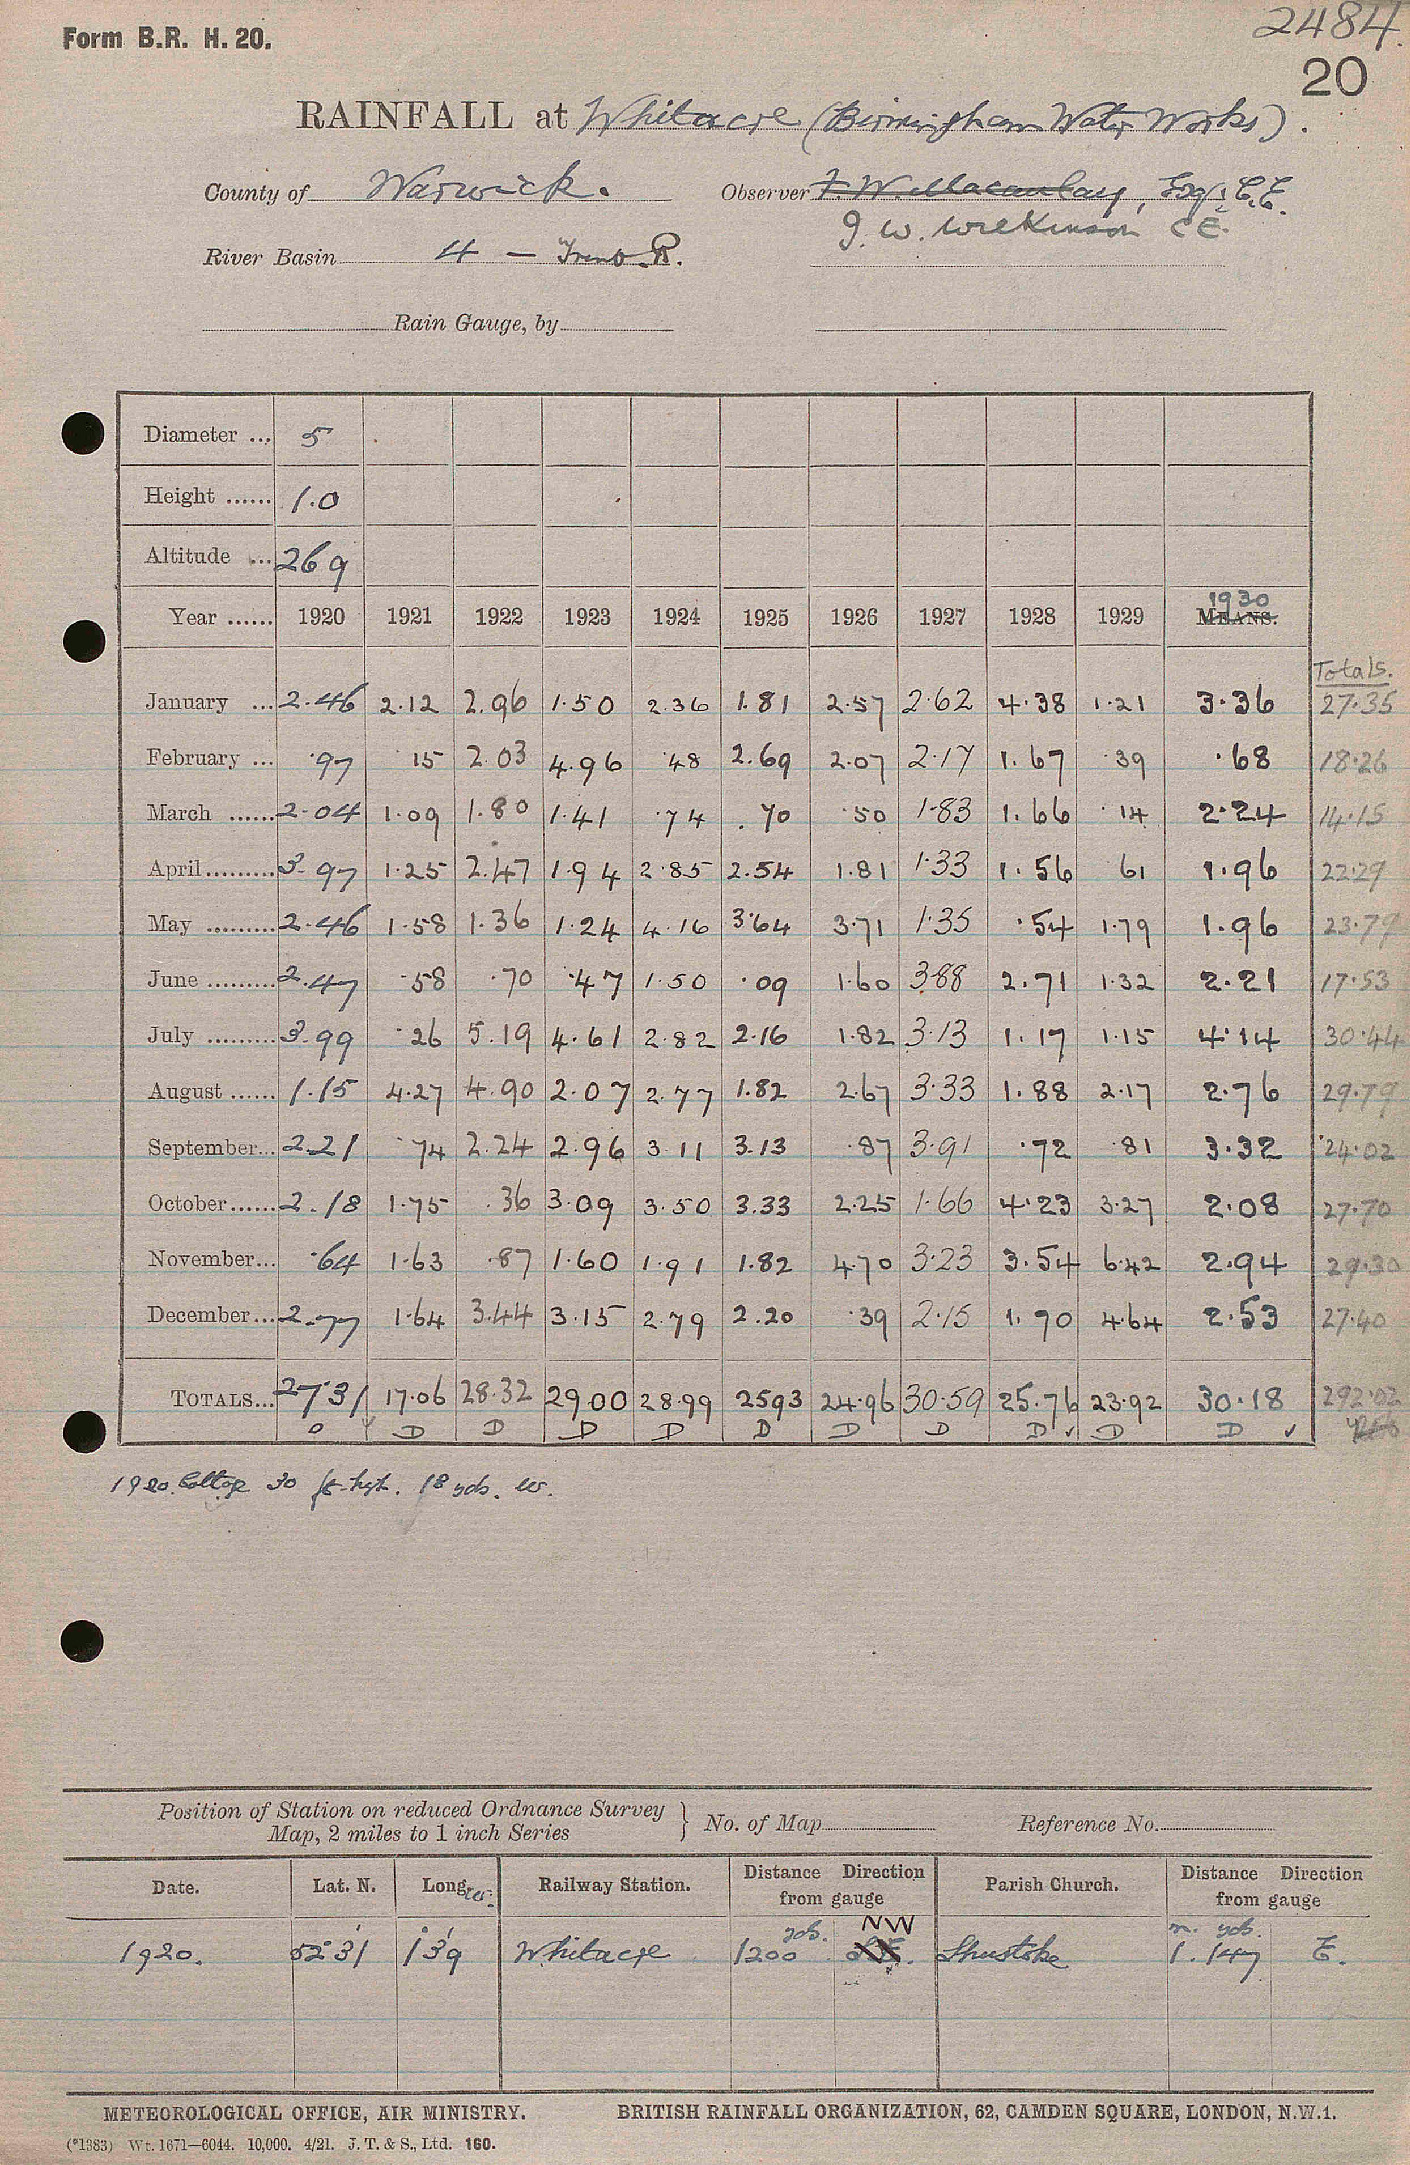 Form B.R. H. 20.
2484.
20
RAINFALL at Whitacre (Birmingham Water Works).
County of Warwick. Observer F. W. Macaulay, Esq; C.E.
J. W. Wilkinson C E.
River Basin 4 - Trent R.
Rain Gauge, by
Diameter ... 5
Height ...... 1.0
Altitude ... 269
1930
Year ...... 1920 1921 1922 1923 1924 1925 1926 1927 1928 1929 MEANS.
Totals.
January ... 2.46 2.12 2.96 1.50 2.36 1.81 2.57 2.62 4.38 1.21 3.36 27.35
February ... .97 15 2.03 4.96 .48 2.69 2.07 2.17 1.67 .39 .68 18.26
March ...... 2.04 1.09 1.80 1.41 .74 .70 .50 1.83 1.66 .14 2.24 14.15
April ......... 3.97 1.25 2.47 1.94 2.85 2.54 1.81 1.33 1.56 61 1.96 22.29
May ......... 2.46 1.58 1.36 1.24 4.16 3.64 3.71 1.35 .54 1.79 1.96 23.79
June ......... 2.47 .58 .70 .47 1.50 .09 1.60 3.88 2.71 1.32 2.21 17.53
July ......... 3.99 .26 5.19 4.61 2.82 2.16 1.82 3.13 1.17 1.15 4.14 30.44
August ...... 1.15 4.27 4.90 2.07 2.77 1.82 2.67 3.33 1.88 2.17 2.76 29.79
September... 2.21 .74 2.24 2.96 3.11 3.13 .87 3.91 .72 .81 3.32 24.02
October...... 2.18 1.75 .36 3.09 3.50 3.33 2.25 1.66 4.23 3.27 2.08 27.70
November... .64 1.63 .87 1.60 1.91 1.82 4.70 3.23 3.54 6.42 2.94 29.30
December... 2.77 1.64 3.44 3.15 2.79 2.20 .39 2.15 1.90 4.64 2.53 27.40
TOTALS... 27.31 17.06 28.32 29.00 28.99 25.93 24.96 30.59 25.76 23.92 30.18 292.02
D D D D D D D D D D
1920. Cottage 30 ft. high. 18 yds. W.
Position of Station on reduced Ordnance Survey Map, 2 miles to 1 inch Series } No. of Map Reference No.
Date. Lat. N. Long W. Railway Station. Distance Direction from gauge Parish Church. Distance Direction from gauge
yds. NW m. yds.
1920. 52°31' 1°39' Whitacre 1200 Shustoke 1. 147 E.
METEOROLOGICAL OFFICE, AIR MINISTRY. BRITISH RAINFALL ORGANIZATION, 62, CAMDEN SQUARE, LONDON, N.W.1.
(*1383) Wt. 1671—6044. 10,000. 4/21. J. T. & S., Ltd. 160.